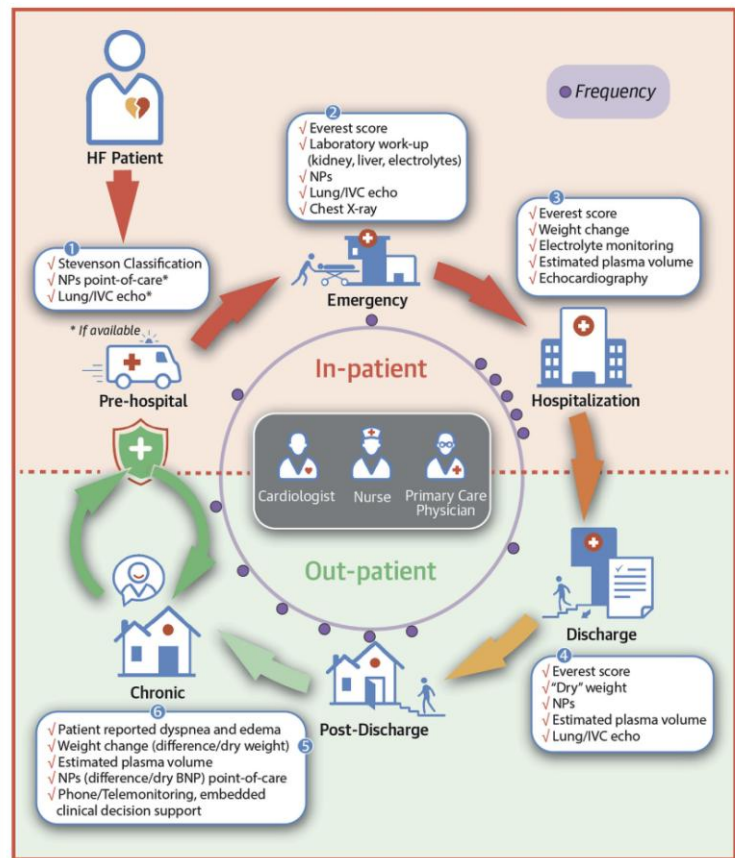 HF Patient
Frequency
1
√ Stevenson Classification
√ NPs point-of-care*
√ Lung/IVC echo*
* If available
Pre-hospital
2
√ Everest score
√ Laboratory work-up
(kidney, liver, electrolytes)
√ NPs
√ Lung/IVC echo
√ Chest X-ray
Emergency
3
√ Everest score
√ Weight change
√ Electrolyte monitoring
√ Estimated plasma volume
√ Echocardiography
Hospitalization
In-patient
Cardiologist
Nurse
Primary Care
Physician
Out-patient
Discharge
4
√ Everest score
√ “Dry” weight
√ NPs
√ Estimated plasma volume
√ Lung/IVC echo
Post-Discharge
Chronic
6
5
√ Patient reported dyspnea and edema
√ Weight change (difference/dry weight)
√ Estimated plasma volume
√ NPs (difference/dry BNP) point-of-care
√ Phone/Telemonitoring, embedded
clinical decision support